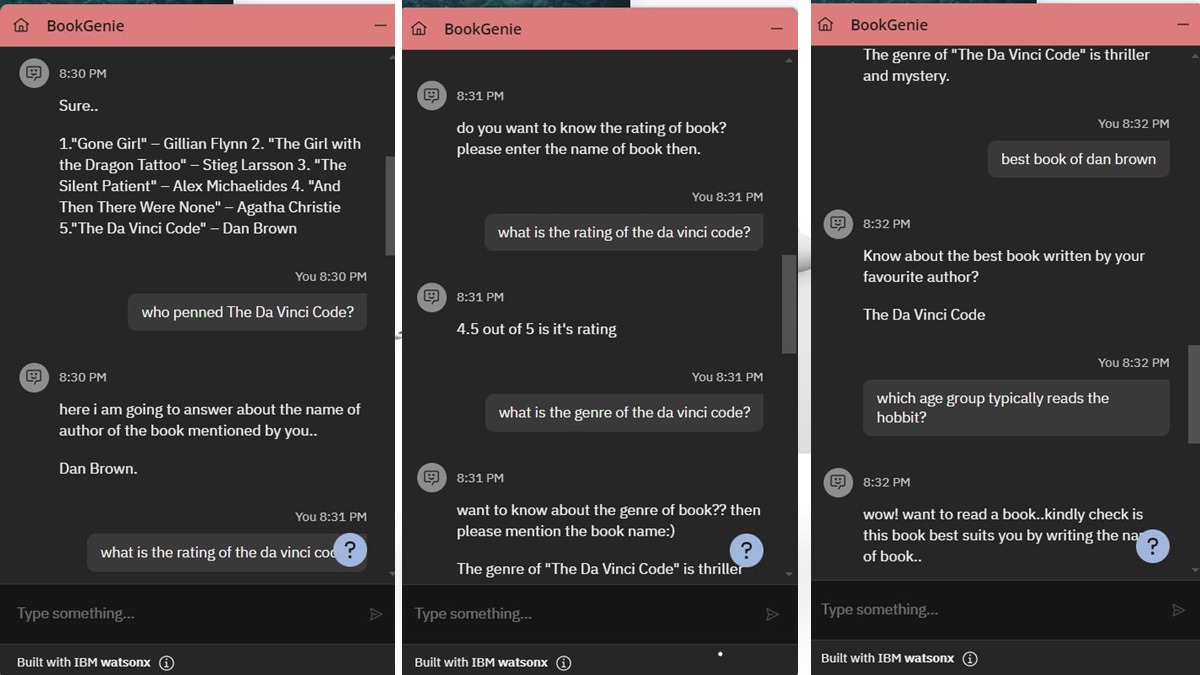 BookGenie
8:30 PM
Sure..
1."Gone Girl" – Gillian Flynn 2. "The Girl with
the Dragon Tattoo" – Stieg Larsson 3. "The
Silent Patient" – Alex Michaelides 4. "And
Then There Were None" – Agatha Christie
5."The Da Vinci Code" – Dan Brown
You 8:30 PM
who penned The Da Vinci Code?
8:30 PM
here i am going to answer about the name of
author of the book mentioned by you..
Dan Brown.
You 8:31 PM
what is the rating of the da vinci
?
Type something...
Built with IBM watsonx
BookGenie
8:31 PM
do you want to know the rating of book?
please enter the name of book then.
You 8:31 PM
what is the rating of the da vinci code?
8:31 PM
4.5 out of 5 is it's rating
You 8:31 PM
what is the genre of the da vinci code?
8:31 PM
want to know about the genre of book?? then
please mention the book name:)
?
The genre of "The Da Vinci Code" is thriller
Type something...
Built with IBM watsonx
BookGenie
The genre of "The Da Vinci Code" is thriller
and mystery.
You 8:32 PM
best book of dan brown
8:32 PM
Know about the best book written by your
favourite author?
The Da Vinci Code
You 8:32 PM
which age group typically reads the
hobbit?
8:32 PM
wow! want to read a book..kindly check is
this book best suits you by writing the
?
of book..
Type something...
Built with IBM watsonx